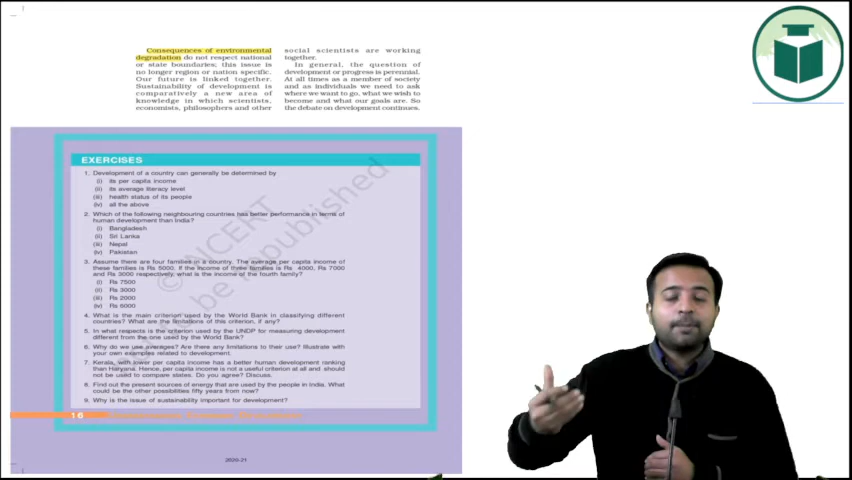 Consequences of environmental
degradation do not respect national
or state boundaries; this issue is
no longer region or nation specific.
Our future is linked together.
Sustainability of development is
comparatively a new area of
knowledge in which scientists,
economists, philosophers and other
social scientists are working
together.
In general, the question of
development or progress is perennial.
At all times as a member of society
and as individuals we need to ask
where we want to go, what we wish to
become and what our goals are. So
the debate on development continues.
EXERCISES
1. Development of a country can generally be determined by
(i) its per capita income
(ii) its average literacy level
(iii) health status of its people
(iv) all the above
2. Which of the following neighbouring countries has better performance in terms of
human development than India?
(i) Bangladesh
(ii) Sri Lanka
(iii) Nepal
(iv) Pakistan
3. Assume there are four families in a country. The average per capita income of
these families is Rs 5000. If the income of three families is Rs 4000, Rs 7000
and Rs 3000 respectively, what is the income of the fourth family?
(i) Rs 7500
(ii) Rs 3000
(iii) Rs 2000
(iv) Rs 6000
4. What is the main criterion used by the World Bank in classifying different
countries? What are the limitations of this criterion, if any?
5. In what respects is the criterion used by the UNDP for measuring development
different from the one used by the World Bank?
6. Why do we use averages? Are there any limitations to their use? Illustrate with
your own examples related to development.
7. Kerala, with lower per capita income has a better human development ranking
than Haryana. Hence, per capita income is not a useful criterion at all and should
not be used to compare states. Do you agree? Discuss.
8. Find out the present sources of energy that are used by the people in India. What
could be the other possibilities fifty years from now?
9. Why is the issue of sustainability important for development?
© NCERT
be republished
16
2020-21